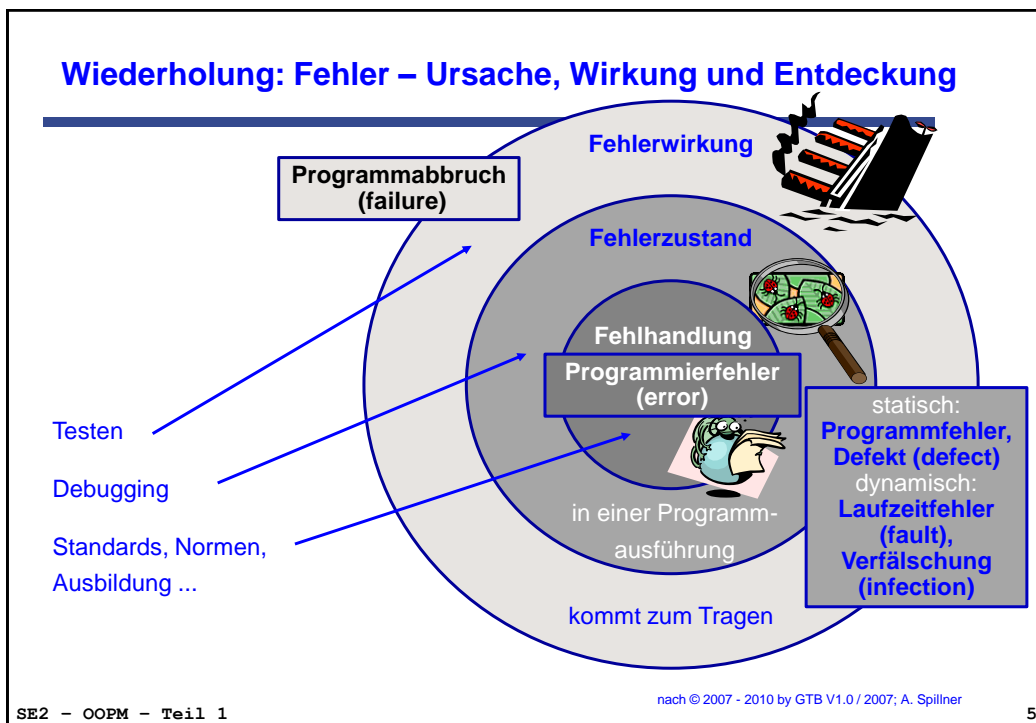 Wiederholung: Fehler – Ursache, Wirkung und Entdeckung
Fehlerwirkung
Programmabbruch
(failure)
Fehlerzustand
Fehlhandlung
Programmierfehler
(error)
Testen
Debugging
Standards, Normen,
Ausbildung ...
statisch:
Programmfehler,
Defekt (defect)
dynamisch:
Laufzeitfehler
(fault),
Verfälschung
(infection)
in einer Programm-
ausführung
kommt zum Tragen
nach © 2007 - 2010 by GTB V1.0 / 2007; A. Spillner
SE2 – OOPM – Teil 1
5